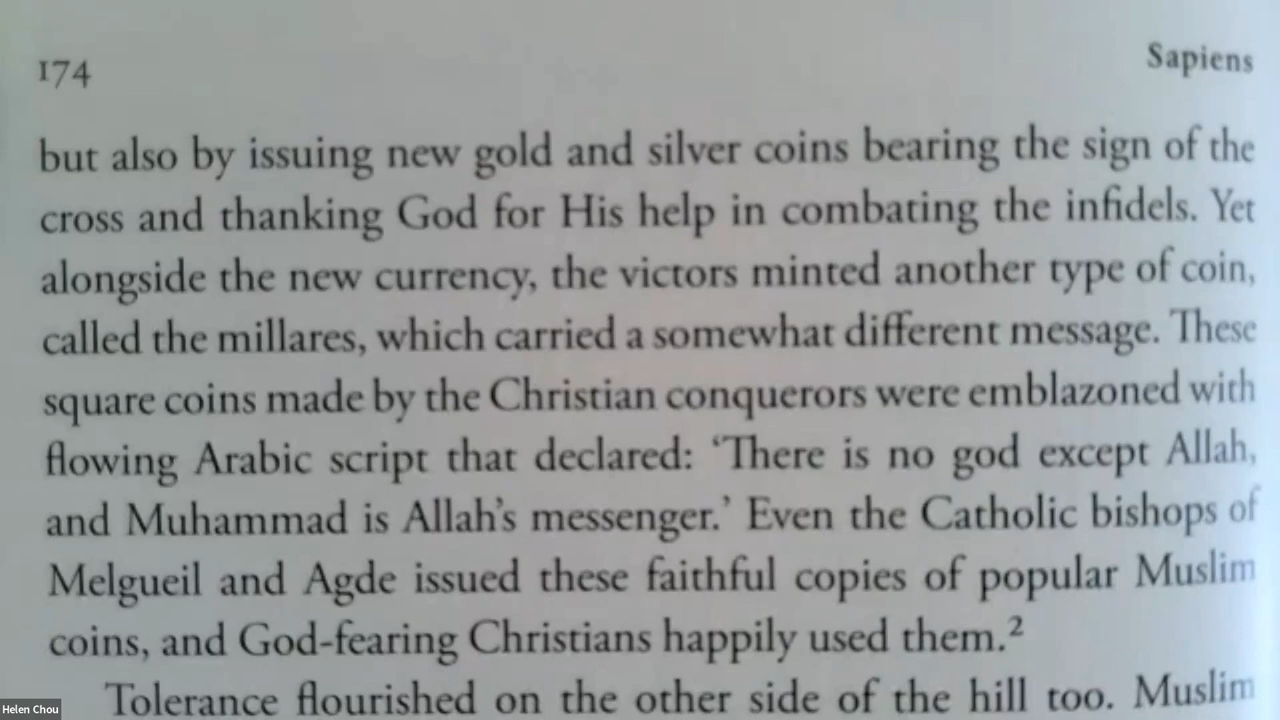 174
Sapiens
but also by issuing new gold and silver coins bearing the sign of the
cross and thanking God for His help in combating the infidels. Yet
alongside the new currency, the victors minted another type of coin,
called the millares, which carried a somewhat different message. These
square coins made by the Christian conquerors were emblazoned with
flowing Arabic script that declared: ‘There is no god except Allah,
and Muhammad is Allah’s messenger.’ Even the Catholic bishops of
Melgueil and Agde issued these faithful copies of popular Muslim
coins, and God-fearing Christians happily used them.²
Tolerance flourished on the other side of the hill too. Muslim
Helen Chou